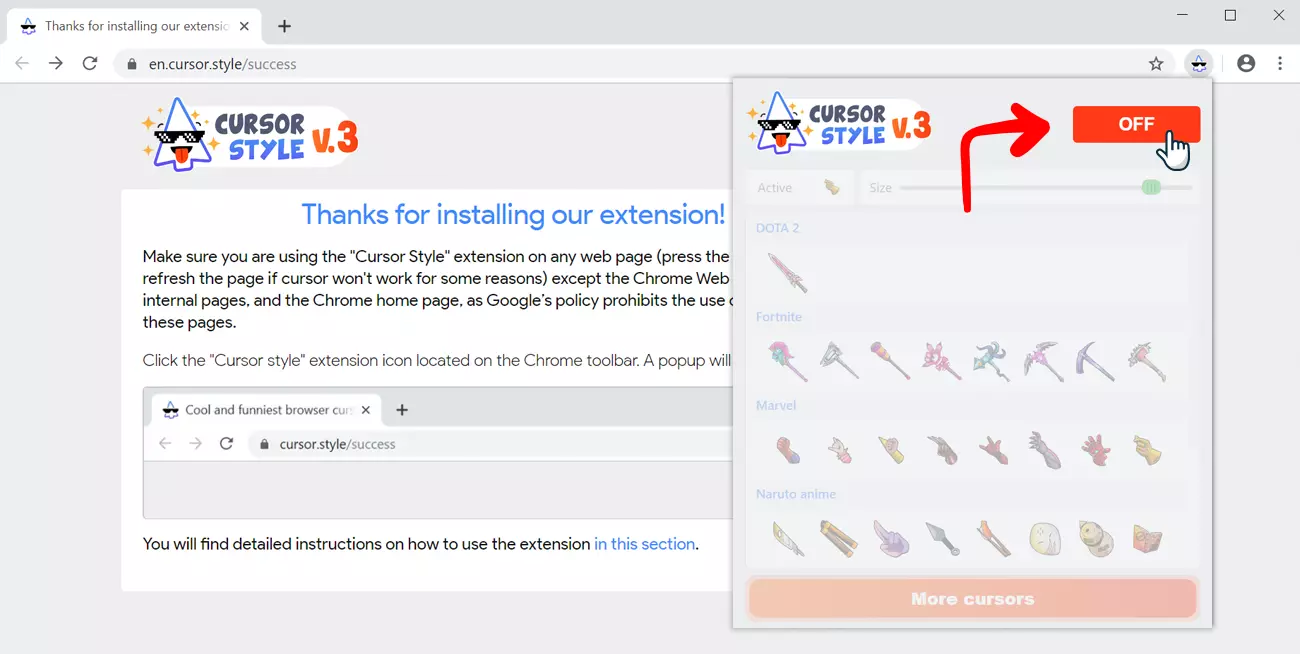 Thanks for installing our extensio
en.cursor.style/success
CURSOR
STYLE V.3
Thanks for installing our extension!
Make sure you are using the "Cursor Style" extension on any web page (press the
refresh the page if cursor won't work for some reasons) except the Chrome Web
internal pages, and the Chrome home page, as Google's policy prohibits the use
these pages.
Click the "Cursor style" extension icon located on the Chrome toolbar. A popup will
Cool and funniest browser cur
cursor.style/success
You will find detailed instructions on how to use the extension in this section.
CURSOR
STYLE V.3
OFF
Active
Size
DOTA 2
Fortnite
Marvel
Naruto anime
More cursors